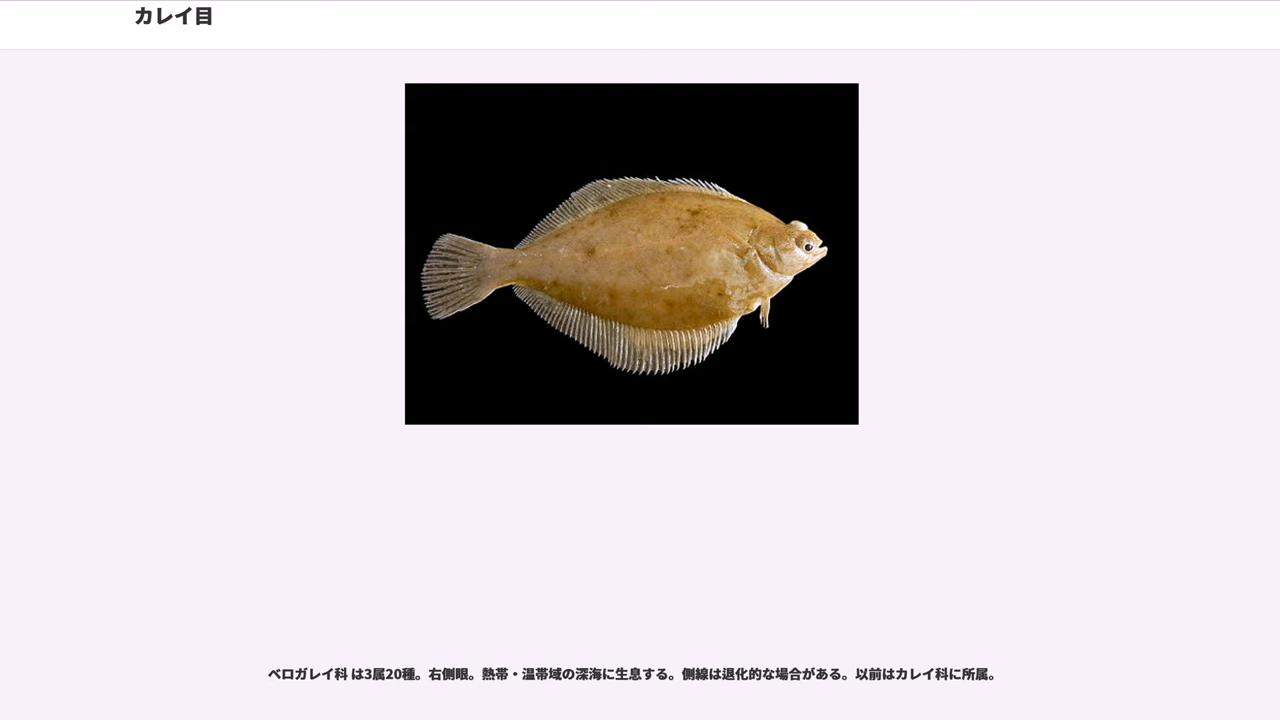 カレイ目
ベロガレイ科 は3属20種。右側眼。熱帯・温帯域の深海に生息する。側線は退化的な場合がある。以前はカレイ科に所属。